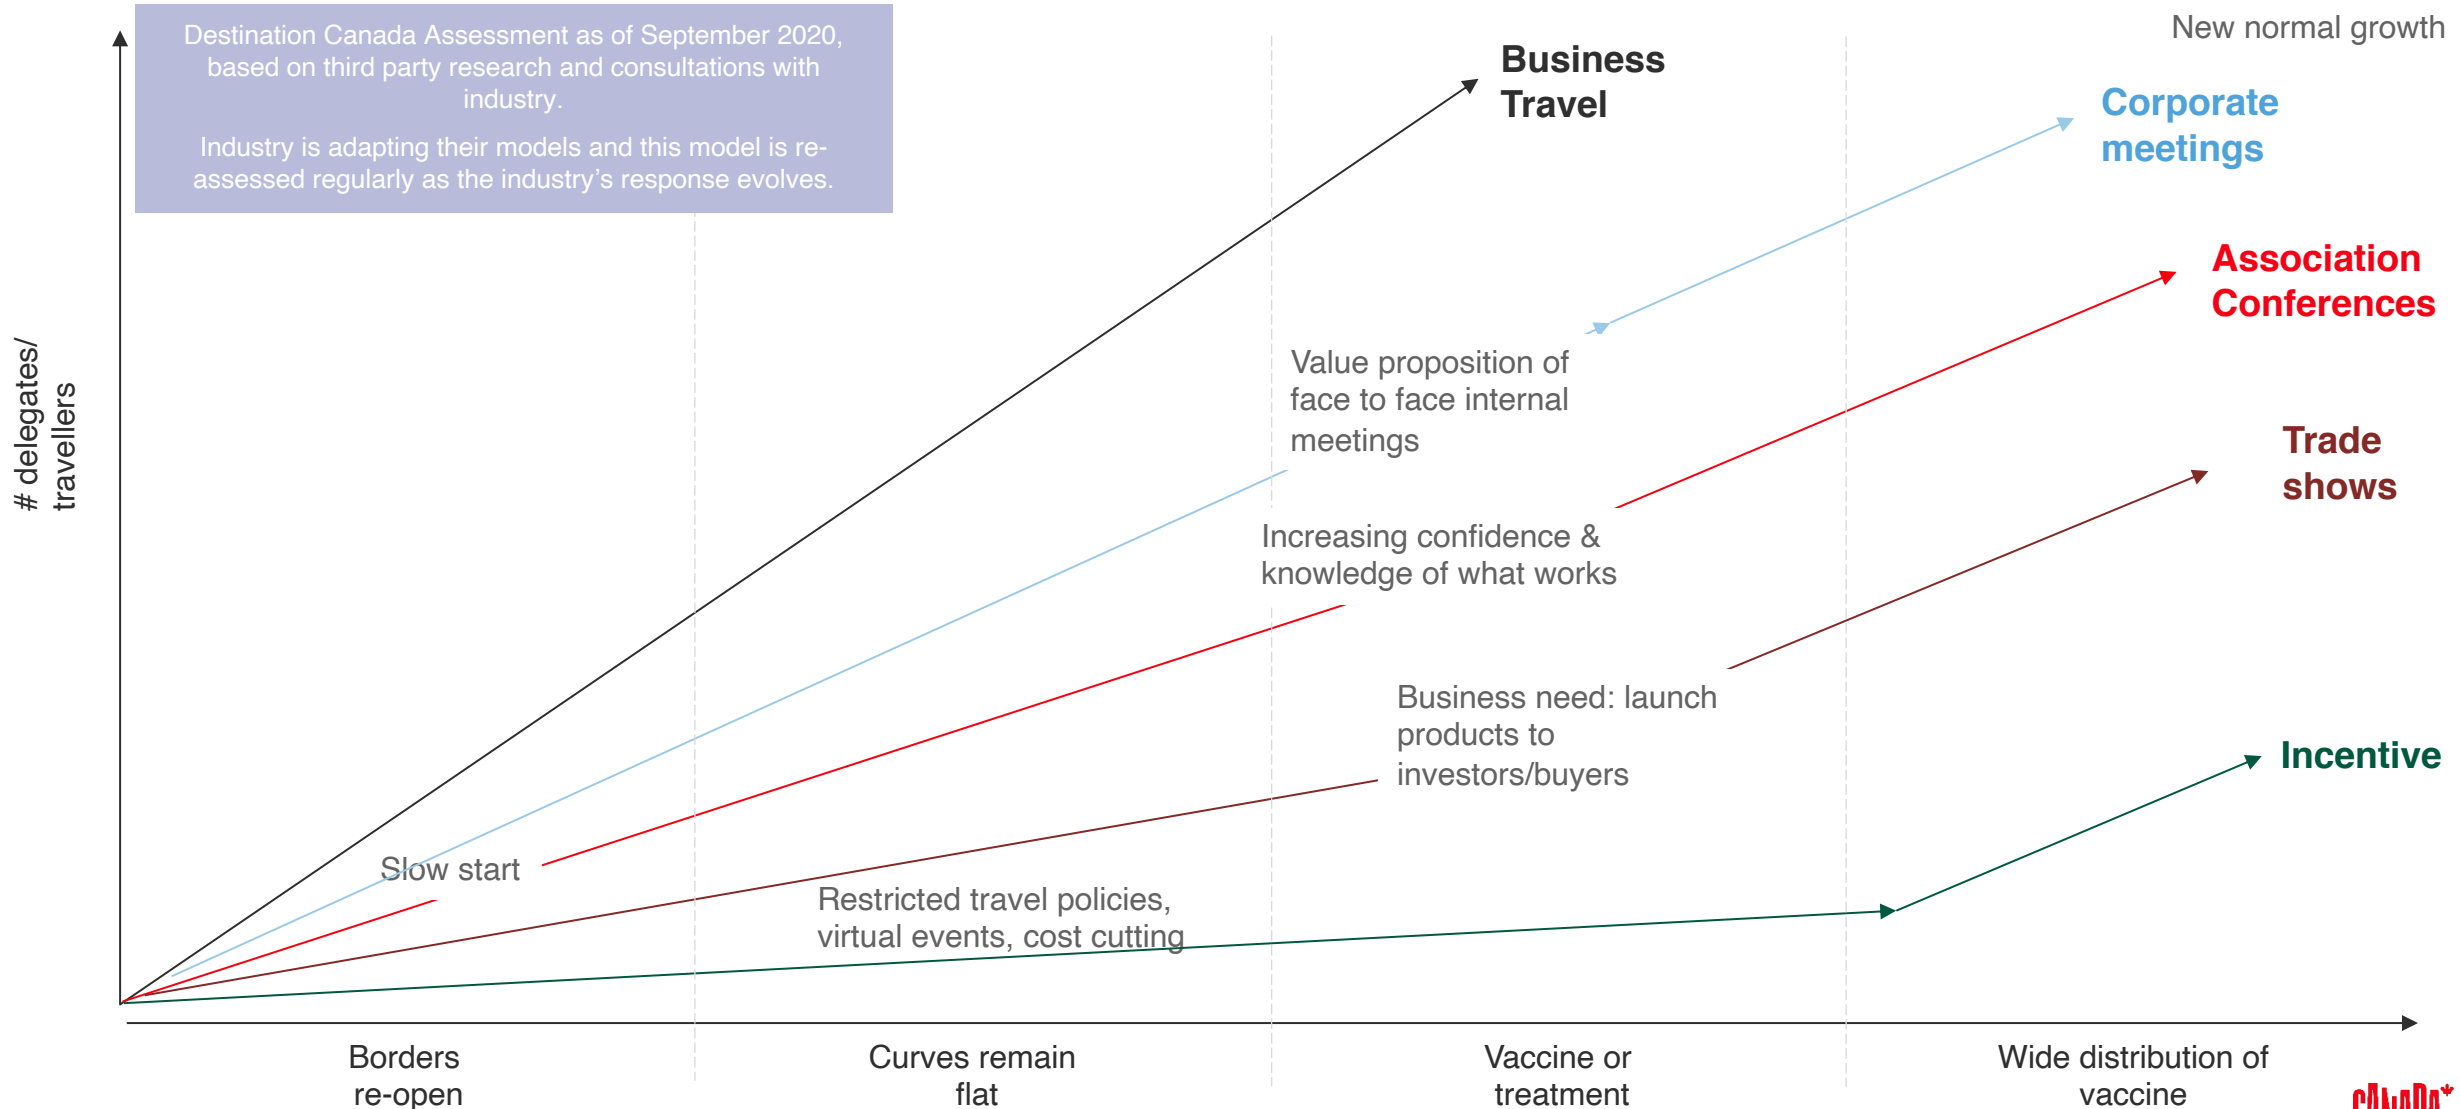 Destination Canada Assessment as of September 2020,
based on third party research and consultations with
industry.
Industry is adapting their models and this model is re-
assessed regularly as the industry’s response evolves.
New normal growth
Business
Travel
Corporate
meetings
Association
Conferences
Trade
shows
Incentive
# delegates/
travellers
Value proposition of
face to face internal
meetings
Increasing confidence &
knowledge of what works
Business need: launch
products to
investors/buyers
Slow start
Restricted travel policies,
virtual events, cost cutting
Borders
re-open
Curves remain
flat
Vaccine or
treatment
Wide distribution of
vaccine
CANADA